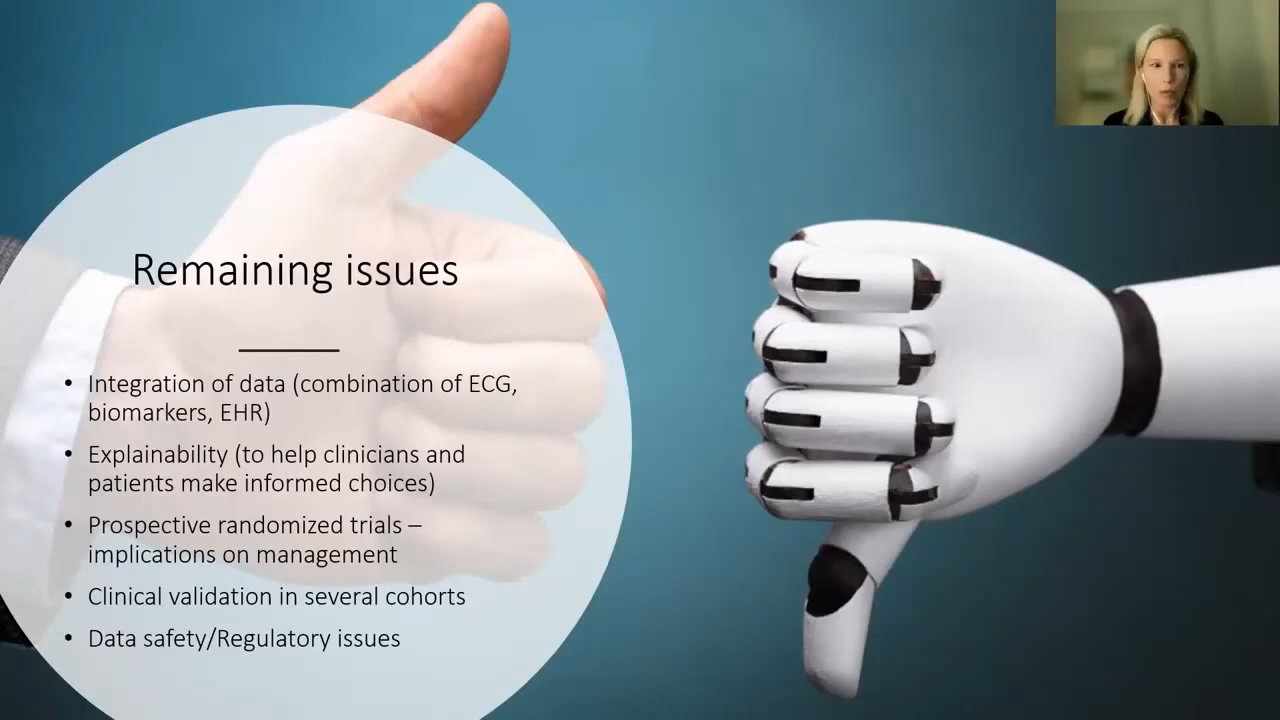 Remaining issues
• Integration of data (combination of ECG,
biomarkers, EHR)
• Explainability (to help clinicians and
patients make informed choices)
• Prospective randomized trials –
implications on management
• Clinical validation in several cohorts
• Data safety/Regulatory issues